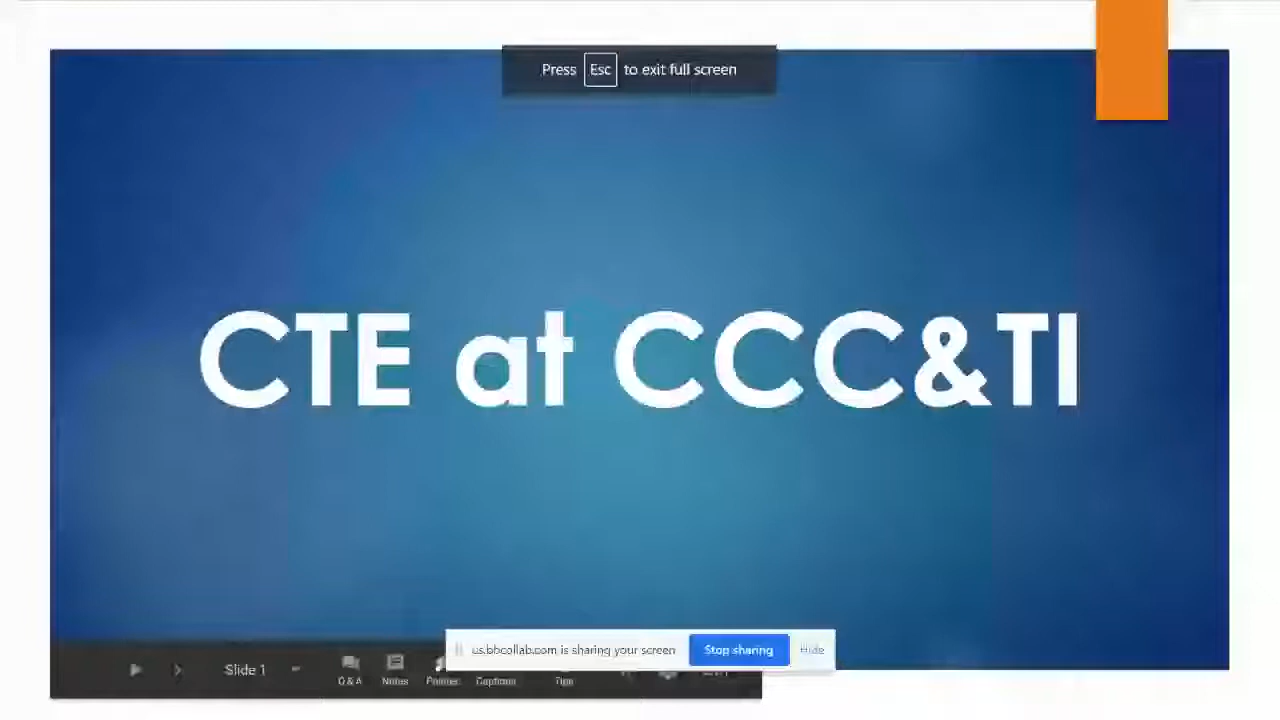 Press Esc to exit full screen
CTE at CCC&TI
us.bbcollab.com is sharing your screen Stop sharing Hide
Slide 1
Q & A Notes Pointer Captions Tips